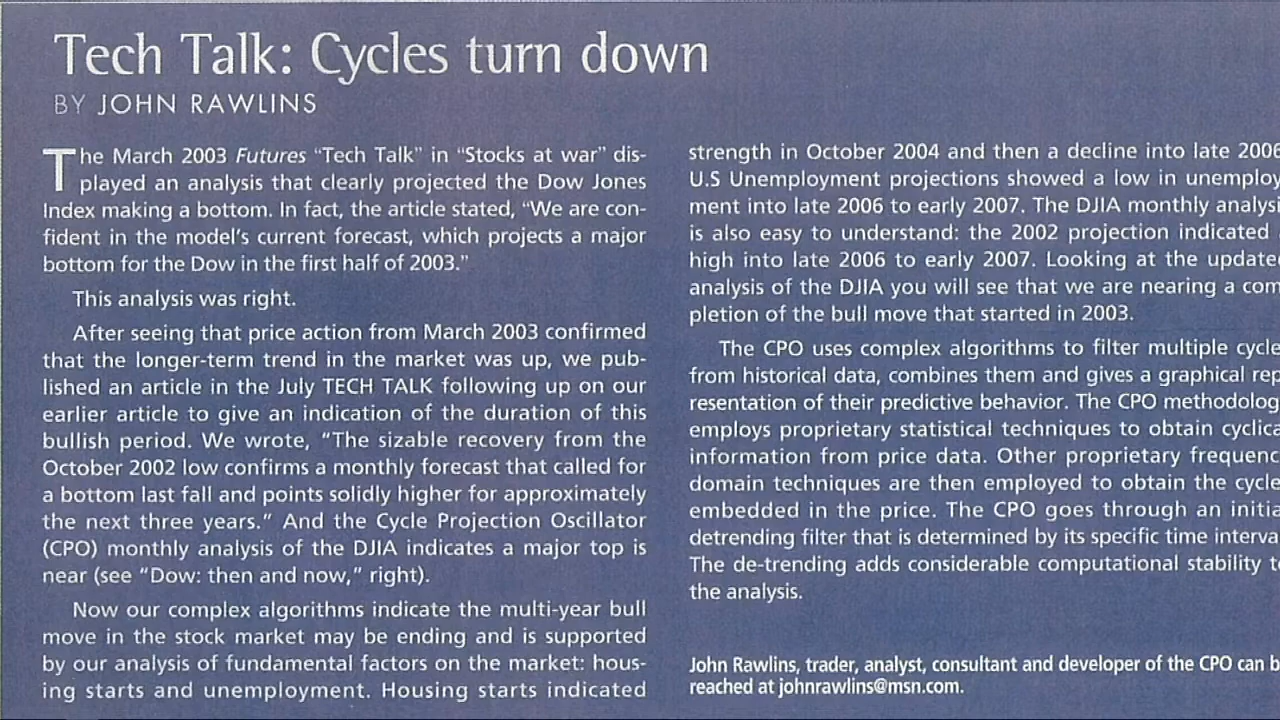 Tech Talk: Cycles turn down
BY JOHN RAWLINS
The March 2003 Futures “Tech Talk” in “Stocks at war” dis-
played an analysis that clearly projected the Dow Jones
Index making a bottom. In fact, the article stated, “We are con-
fident in the model’s current forecast, which projects a major
bottom for the Dow in the first half of 2003.”
This analysis was right.
After seeing that price action from March 2003 confirmed
that the longer-term trend in the market was up, we pub-
lished an article in the July TECH TALK following up on our
earlier article to give an indication of the duration of this
bullish period. We wrote, “The sizable recovery from the
October 2002 low confirms a monthly forecast that called for
a bottom last fall and points solidly higher for approximately
the next three years.” And the Cycle Projection Oscillator
(CPO) monthly analysis of the DJIA indicates a major top is
near (see “Dow: then and now,” right).
Now our complex algorithms indicate the multi-year bull
move in the stock market may be ending and is supported
by our analysis of fundamental factors on the market: hous-
ing starts and unemployment. Housing starts indicated
strength in October 2004 and then a decline into late 2006
U.S Unemployment projections showed a low in unemploy
ment into late 2006 to early 2007. The DJIA monthly analysi
is also easy to understand: the 2002 projection indicated
high into late 2006 to early 2007. Looking at the update
analysis of the DJIA you will see that we are nearing a com
pletion of the bull move that started in 2003.
The CPO uses complex algorithms to filter multiple cycle
from historical data, combines them and gives a graphical rep
resentation of their predictive behavior. The CPO methodolog
employs proprietary statistical techniques to obtain cyclica
information from price data. Other proprietary frequenc
domain techniques are then employed to obtain the cycle
embedded in the price. The CPO goes through an initia
detrending filter that is determined by its specific time interva
The de-trending adds considerable computational stability t
the analysis.
John Rawlins, trader, analyst, consultant and developer of the CPO can b
reached at johnrawlins@msn.com.